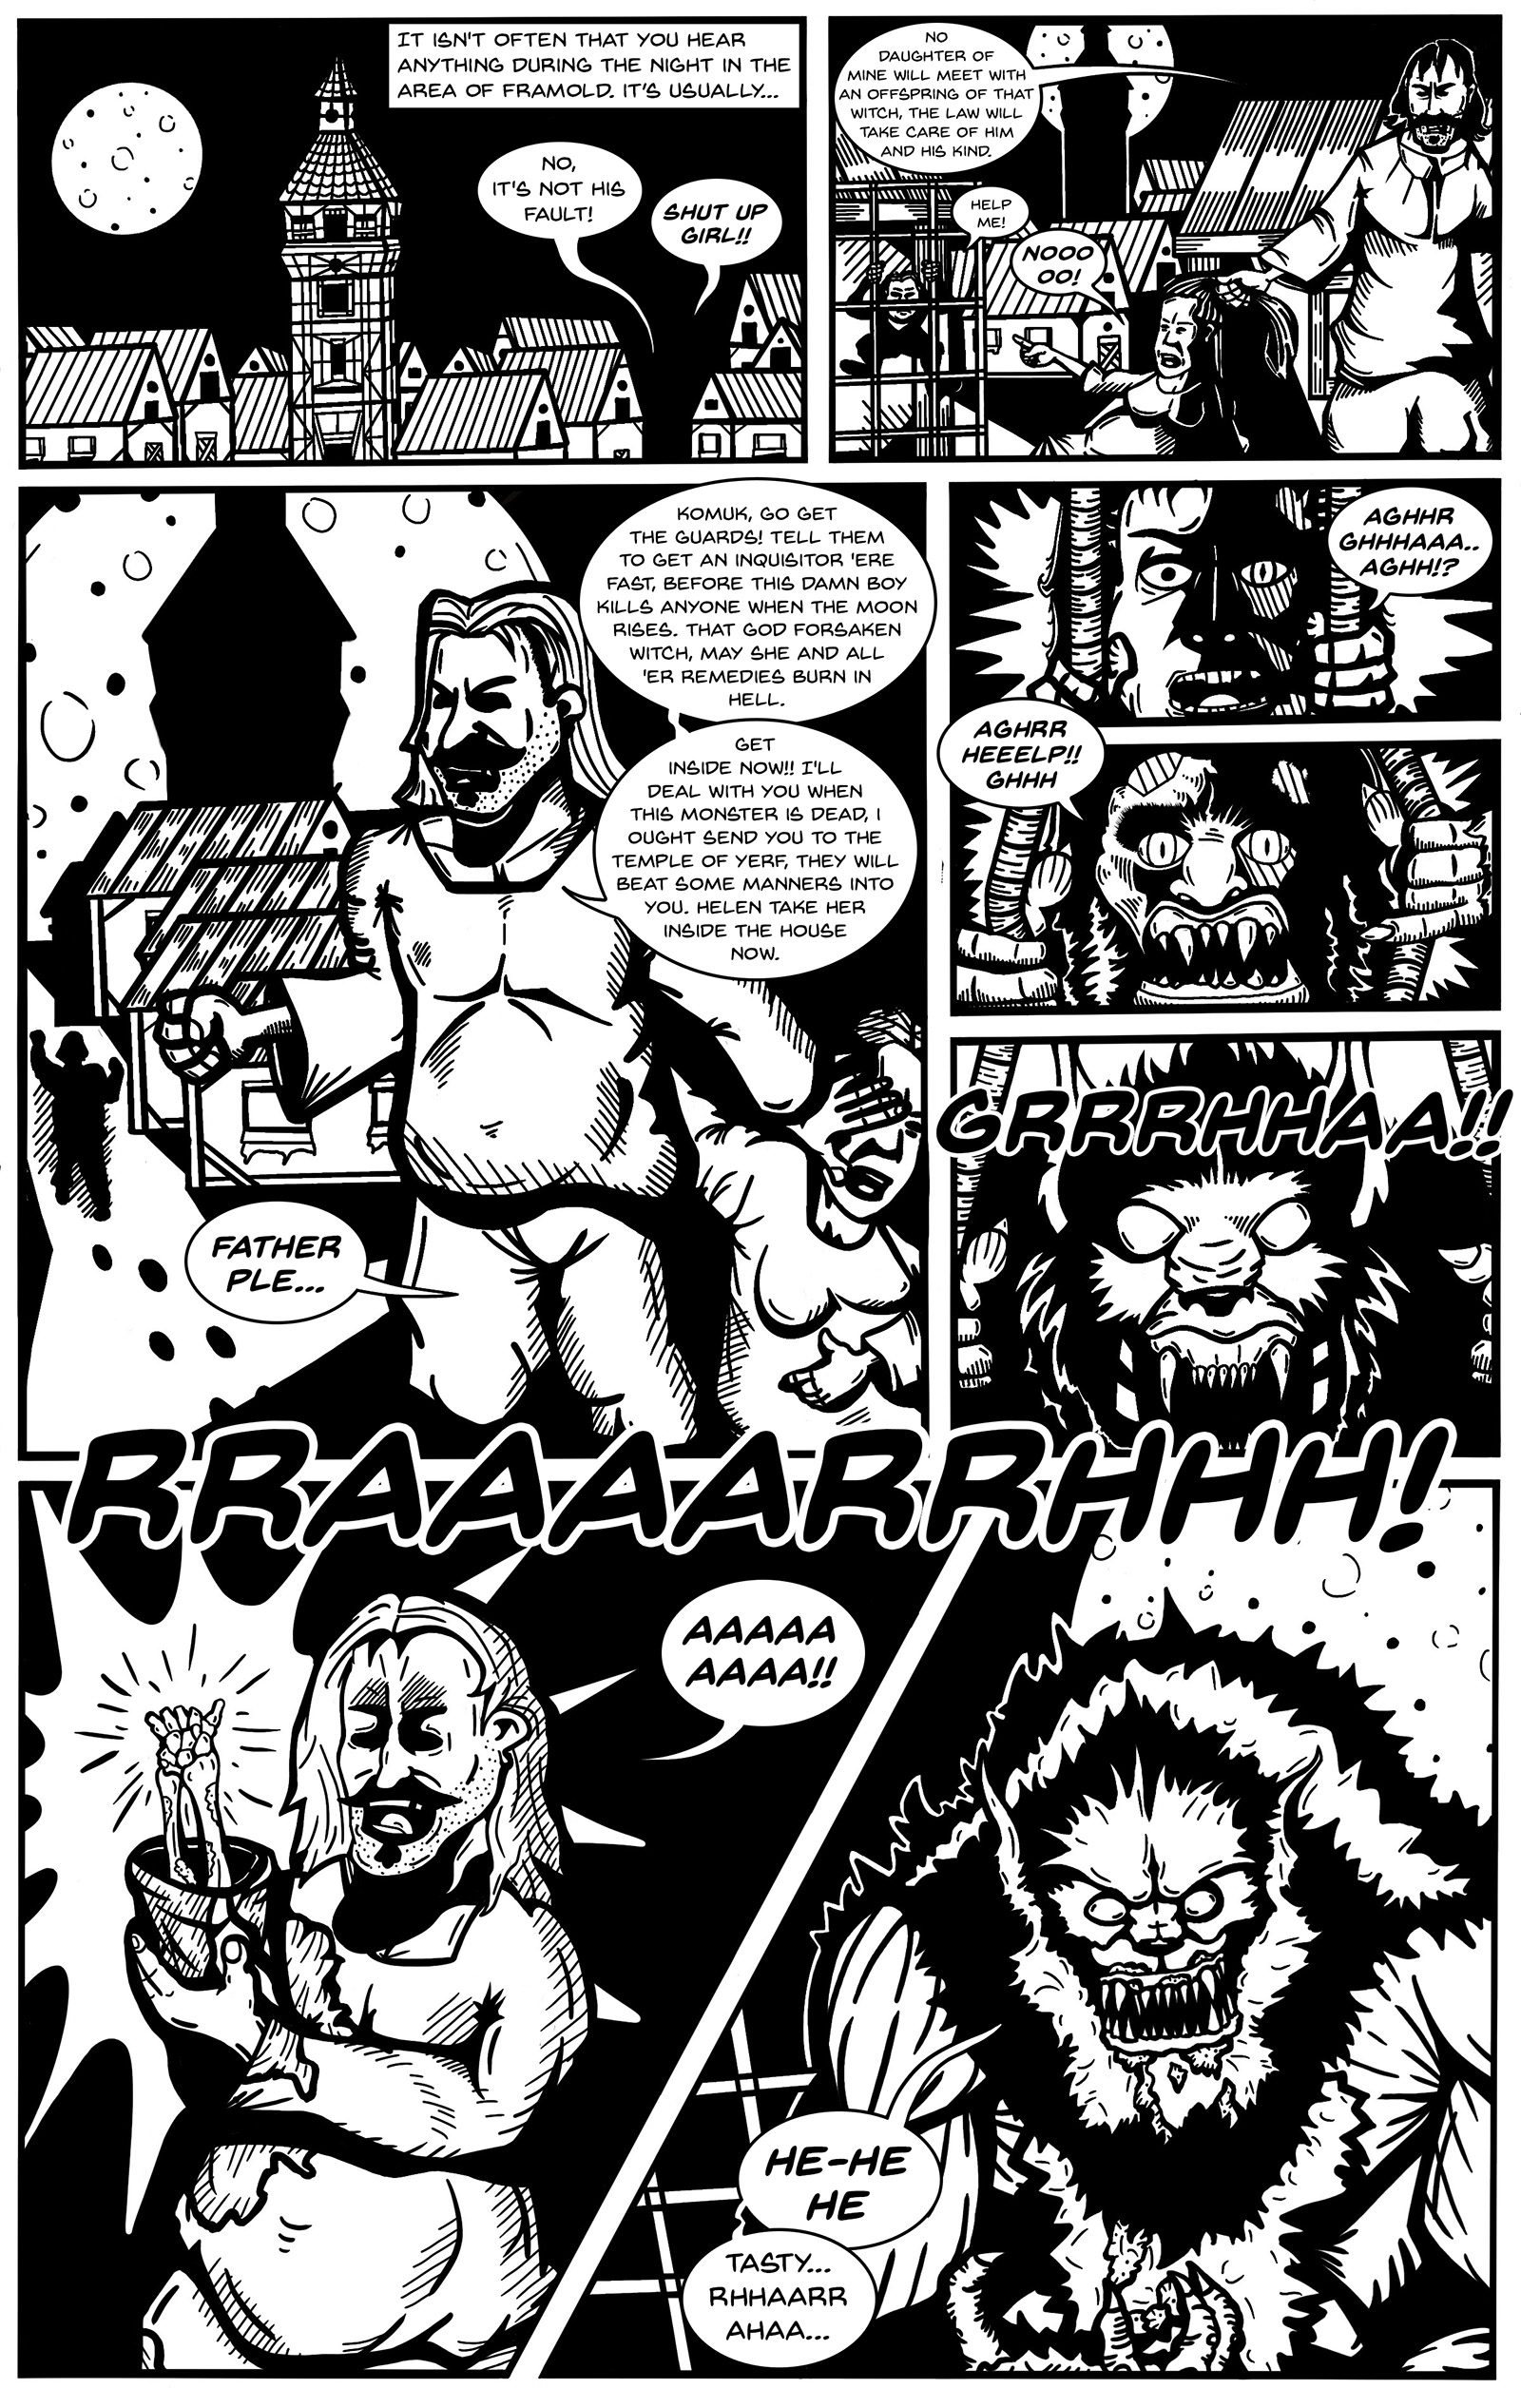 IT ISN'T OFTEN THAT YOU HEAR
ANYTHING DURING THE NIGHT IN THE
AREA OF FRAMOLD. IT'S USUALLY...
NO,
IT'S NOT HIS
FAULT!
SHUT UP
GIRL!!
NO
DAUGHTER OF
MINE WILL MEET WITH
AN OFFSPRING OF THAT
WITCH, THE LAW WILL
TAKE CARE OF HIM
AND HIS KIND.
HELP
ME!
NOOO
OO!
KOMUK, GO GET
THE GUARDS! TELL THEM
TO GET AN INQUISITOR 'ERE
FAST, BEFORE THIS DAMN BOY
KILLS ANYONE WHEN THE MOON
RISES. THAT GOD FORSAKEN
WITCH, MAY SHE AND ALL
'ER REMEDIES BURN IN
HELL.
GET
INSIDE NOW!! I'LL
DEAL WITH YOU WHEN
THIS MONSTER IS DEAD, I
OUGHT SEND YOU TO THE
TEMPLE OF YERF, THEY WILL
BEAT SOME MANNERS INTO
YOU. HELEN TAKE HER
INSIDE THE HOUSE
NOW.
FATHER
PLE...
AGHHR
GHHHAAA..
AGHH!?
AGHRR
HEEELP!!
GHHH
GRRRHHAA!!
RRAAAARRHHH!
AAAAA
AAAA!!
HE-HE
HE
TASTY...
RHHAARR
AHAA...